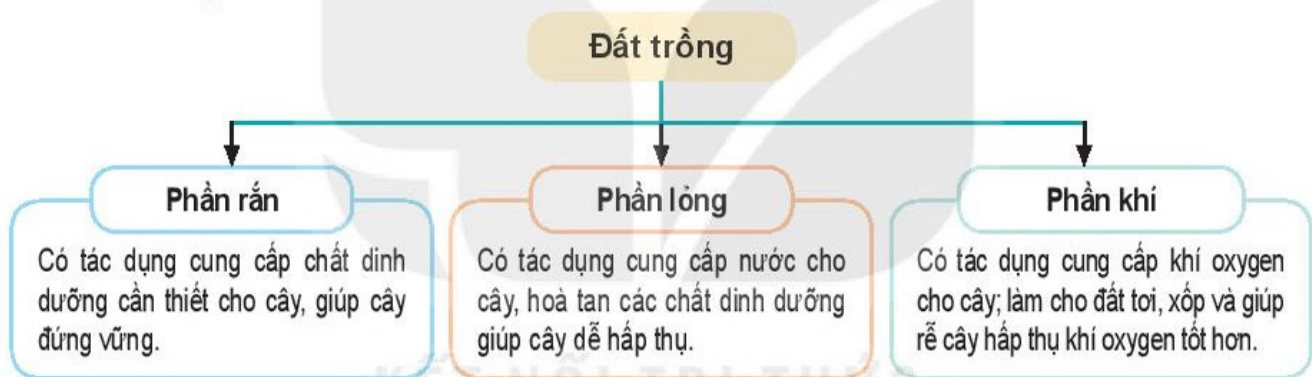 Đất trồng
Phần rắn
Có tác dụng cung cấp chất dinh
dưỡng cần thiết cho cây, giúp cây
đứng vững.
Phần lỏng
Có tác dụng cung cấp nước cho
cây, hoà tan các chất dinh dưỡng
giúp cây dễ hấp thụ.
Phần khí
Có tác dụng cung cấp khí oxygen
cho cây; làm cho đất tơi, xốp và giúp
rễ cây hấp thụ khí oxygen tốt hơn.